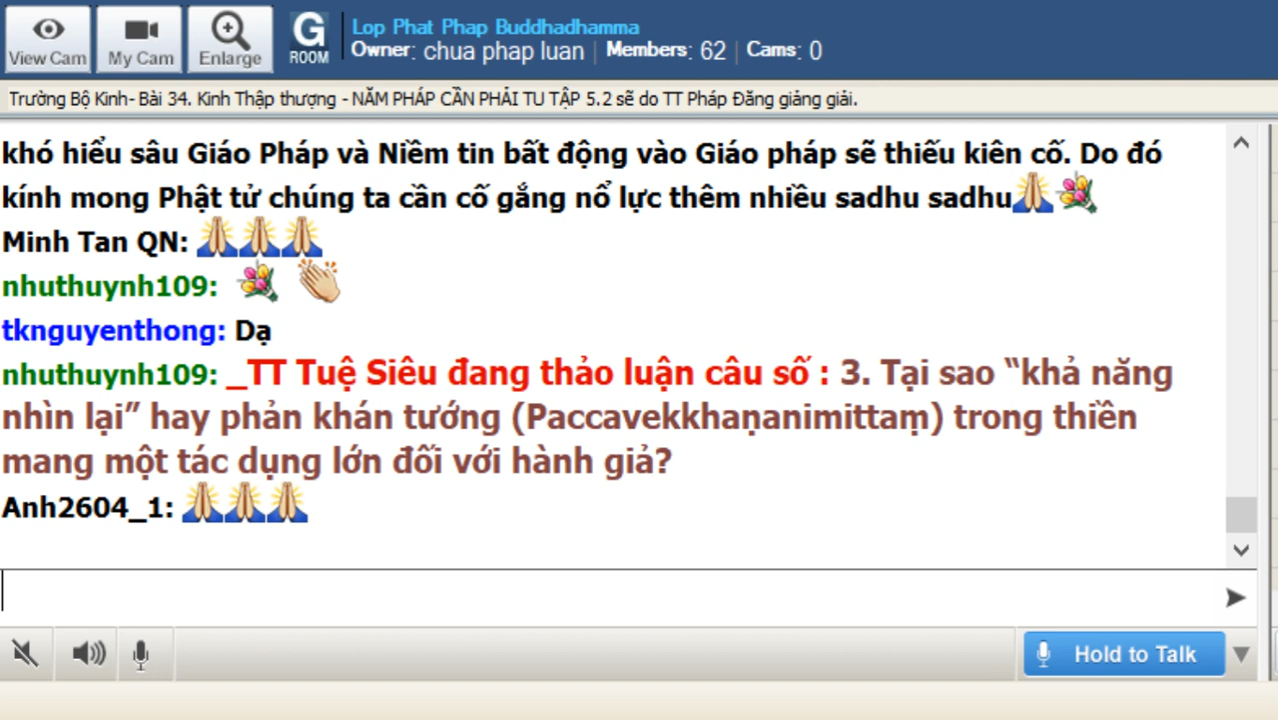 Lop Phat Phap Buddhadhamma
View Cam My Cam Enlarge G ROOM Owner: chua phap luan | Members: 62 | Cams: 0
Trường Bộ Kinh- Bài 34. Kinh Thập thượng - NĂM PHÁP CẦN PHẢI TU TẬP 5.2 sẽ do TT Pháp Đăng giảng giải.
khó hiểu sâu Giáo Pháp và Niềm tin bất động vào Giáo pháp sẽ thiếu kiên cố. Do đó
kính mong Phật tử chúng ta cần cố gắng nổ lực thêm nhiều sadhu sadhu
Minh Tan QN:
nhuthuynh109:
tknguyenthong: Dạ
nhuthuynh109: _TT Tuệ Siêu đang thảo luận câu số : 3. Tại sao “khả năng
nhìn lại” hay phản khán tướng (Paccavekkhaṇanimittaṃ) trong thiền
mang một tác dụng lớn đối với hành giả?
Anh2604_1:
Hold to Talk